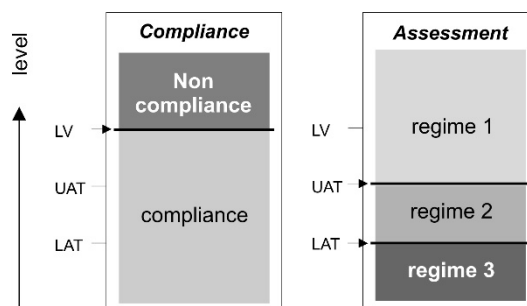 level
Compliance
Non
compliance
LV
UAT
compliance
LAT
Assessment
LV
regime 1
UAT
regime 2
LAT
regime 3